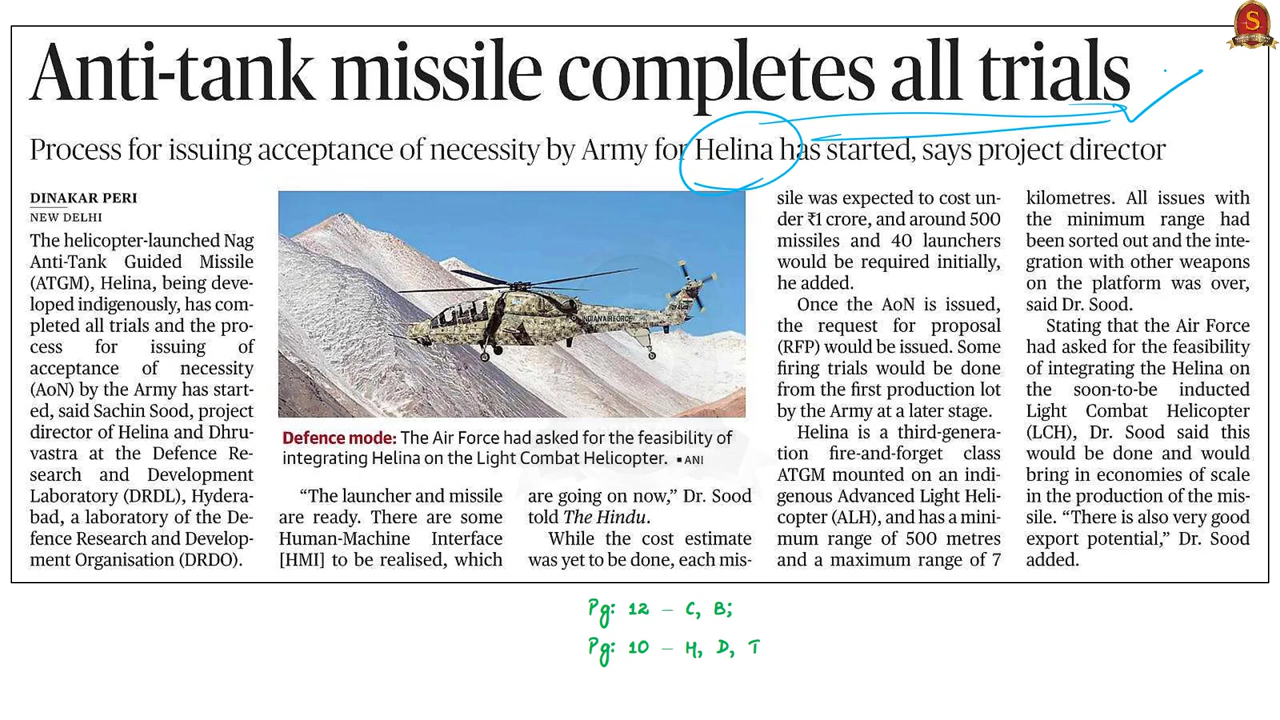 S
Anti-tank missile completes all trials
Process for issuing acceptance of necessity by Army for Helina has started, says project director
DINAKAR PERI
NEW DELHI
The helicopter-launched Nag
Anti-Tank Guided Missile
(ATGM), Helina, being deve-
loped indigenously, has com-
pleted all trials and the pro-
cess for issuing of
acceptance of necessity
(AoN) by the Army has start-
ed, said Sachin Sood, project
director of Helina and Dhru-
vastra at the Defence Re-
search and Development
Laboratory (DRDL), Hydera-
bad, a laboratory of the De-
fence Research and Develop-
ment Organisation (DRDO).
INDIAN AIR FORCE
Defence mode: The Air Force had asked for the feasibility of
integrating Helina on the Light Combat Helicopter. ▪ ANI
“The launcher and missile
are ready. There are some
Human-Machine Interface
[HMI] to be realised, which
are going on now,” Dr. Sood
told The Hindu.
While the cost estimate
was yet to be done, each mis-
sile was expected to cost un-
der ₹1 crore, and around 500
missiles and 40 launchers
would be required initially,
he added.
Once the AoN is issued,
the request for proposal
(RFP) would be issued. Some
firing trials would be done
from the first production lot
by the Army at a later stage.
Helina is a third-genera-
tion fire-and-forget class
ATGM mounted on an indi-
genous Advanced Light Heli-
copter (ALH), and has a mini-
mum range of 500 metres
and a maximum range of 7
kilometres. All issues with
the minimum range had
been sorted out and the inte-
gration with other weapons
on the platform was over,
said Dr. Sood.
Stating that the Air Force
had asked for the feasibility
of integrating the Helina on
the soon-to-be inducted
Light Combat Helicopter
(LCH), Dr. Sood said this
would be done and would
bring in economies of scale
in the production of the mis-
sile. “There is also very good
export potential,” Dr. Sood
added.
Pg: 12 – C, B;
Pg: 10 – H, D, T